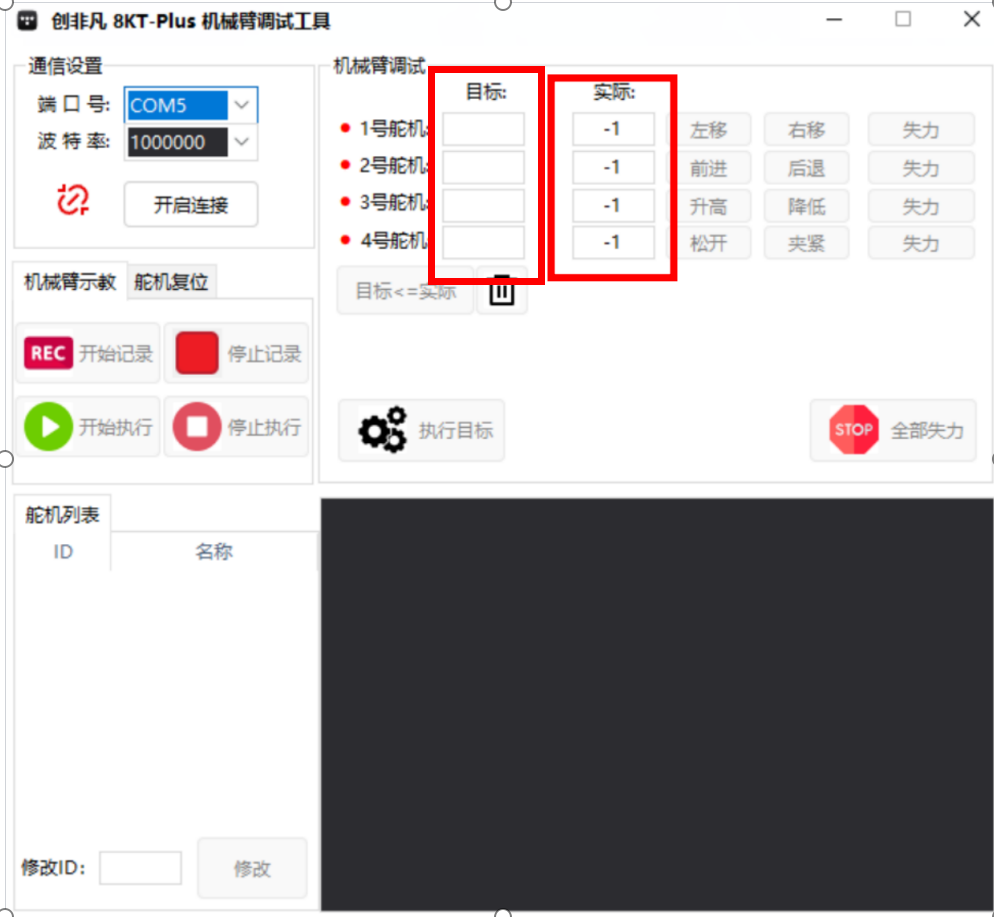 创非凡 8KT-Plus 机械臂调试工具
通信设置
端 口 号: COM5
波 特 率: 1000000
开启连接
机械臂示教 舵机复位
REC 开始记录 停止记录
开始执行 停止执行
机械臂调试
目标: 实际:
1号舵机: -1 左移 右移 失力
2号舵机: -1 前进 后退 失力
3号舵机: -1 升高 降低 失力
4号舵机 -1 松开 夹紧 失力
目标<=实际
执行目标 STOP 全部失力
舵机列表
ID 名称
修改ID: 修改